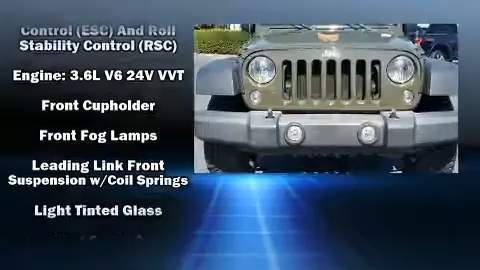 Control (ESC) And Roll
Stability Control (RSC)
Engine: 3.6L V6 24V VVT
Front Cupholder
Front Fog Lamps
Leading Link Front
Suspension w/Coil Springs
Light Tinted Glass
Jeep